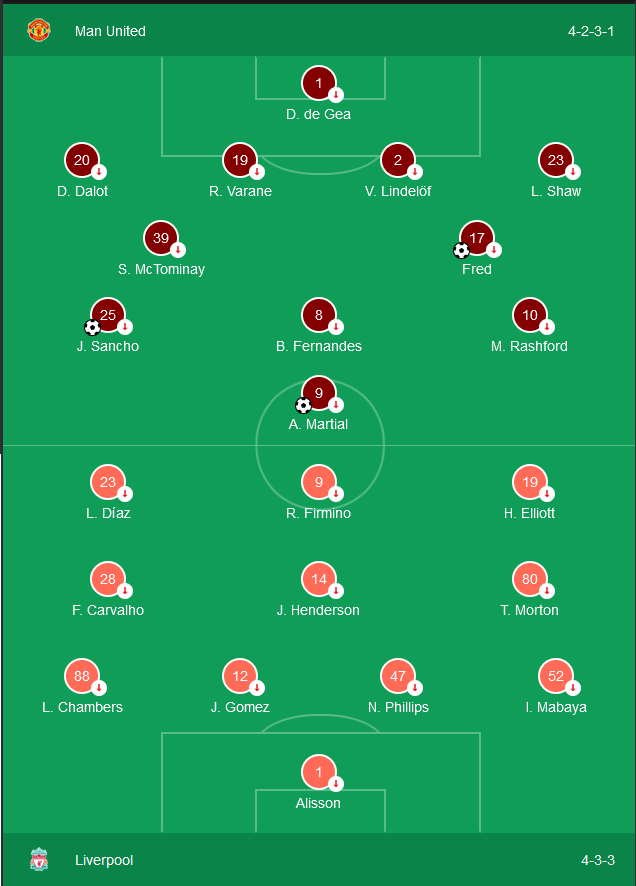 Man United 4-2-3-1
1
D. de Gea
20 19 2 23
D. Dalot R. Varane V. Lindelöf L. Shaw
39 17
S. McTominay Fred
25 8 10
J. Sancho B. Fernandes M. Rashford
9
A. Martial
23 9 19
L. Díaz R. Firmino H. Elliott
28 14 80
F. Carvalho J. Henderson T. Morton
88 12 47 52
L. Chambers J. Gomez N. Phillips I. Mabaya
1
Alisson
Liverpool 4-3-3